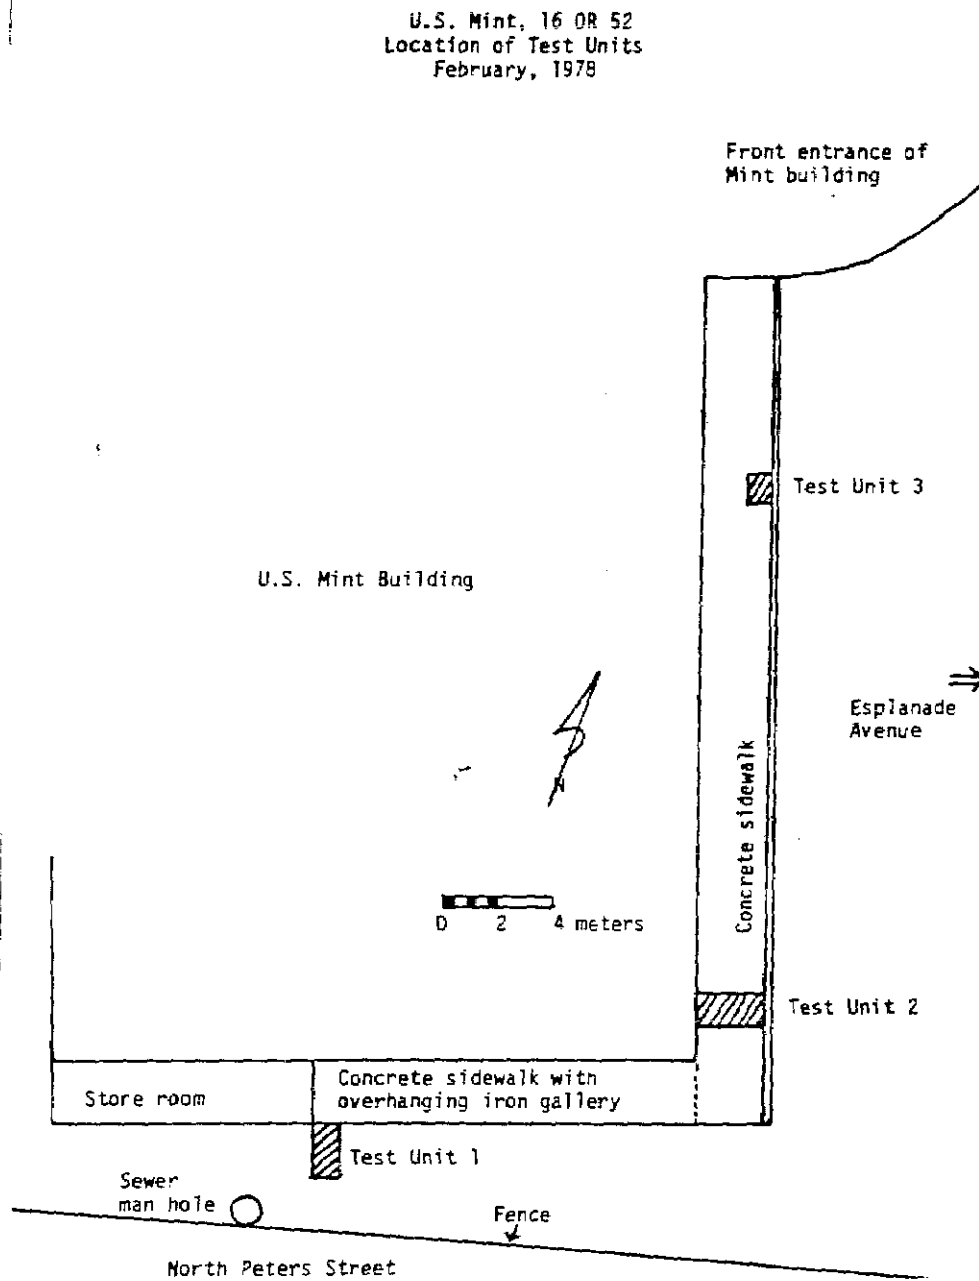 U.S. Mint, 16 OR 52
Location of Test Units
February, 1978
Front entrance of
Mint building
Test Unit 3
U.S. Mint Building
Esplanade
Avenue
N
Concrete sidewalk
0 2 4 meters
Test Unit 2
Concrete sidewalk with
overhanging iron gallery
Store room
Test Unit 1
Sewer
man hole
Fence
North Peters Street